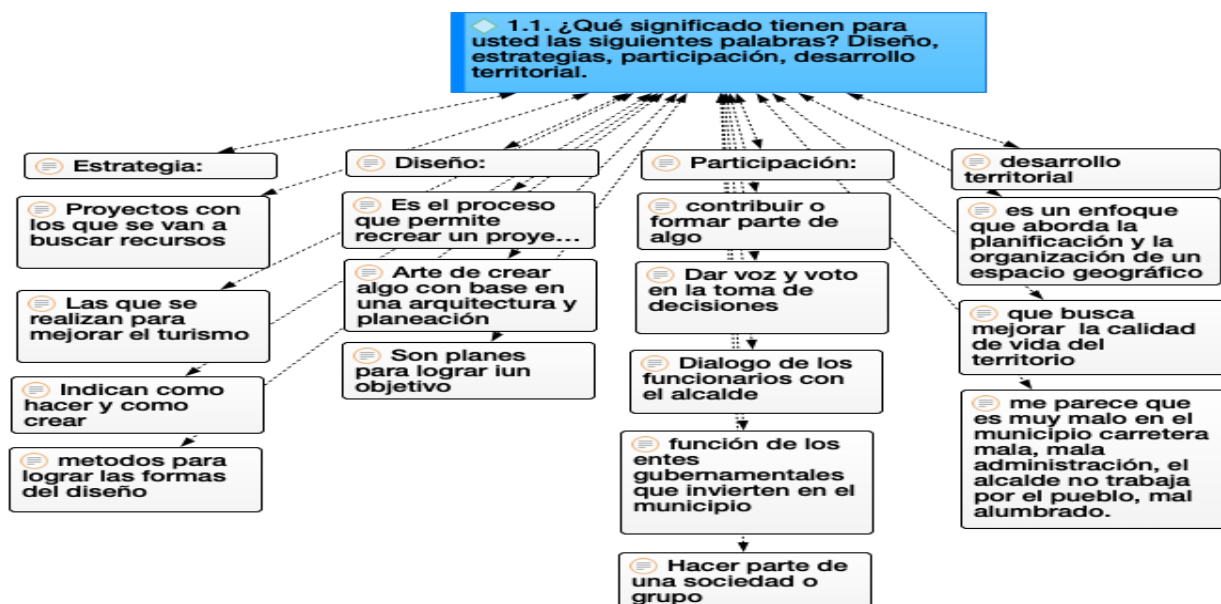 1.1. ¿Qué significado tienen para
usted las siguientes palabras? Diseño,
estrategias, participación, desarrollo
territorial.
Estrategia:
Proyectos con
los que se van a
buscar recursos
Las que se
realizan para
mejorar el turismo
Indican como
hacer y como
crear
metodos para
lograr las formas
del diseño
Diseño:
Es el proceso
que permite
recrear un proye...
Arte de crear
algo con base en
una arquitectura y
planeación
Son planes
para lograr iun
objetivo
Participación:
contribuir o
formar parte de
algo
Dar voz y voto
en la toma de
decisiones
Dialogo de los
funcionarios con
el alcalde
función de los
entes
gubernamentales
que invierten en el
municipio
Hacer parte de
una sociedad o
grupo
desarrollo
territorial
es un enfoque
que aborda la
planificación y la
organización de un
espacio geográfico
que busca
mejorar la calidad
de vida del
territorio
me parece que
es muy malo en el
municipio carretera
mala, mala
administración, el
alcalde no trabaja
por el pueblo, mal
alumbrado.